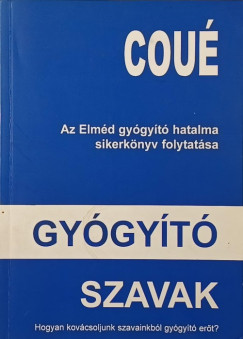 COUÉ
Az Elméd gyógyító hatalma
sikerkönyv folytatása
GYÓGYÍTÓ
SZAVAK
Hogyan kovácsoljunk szavainkból gyógyító erőt?